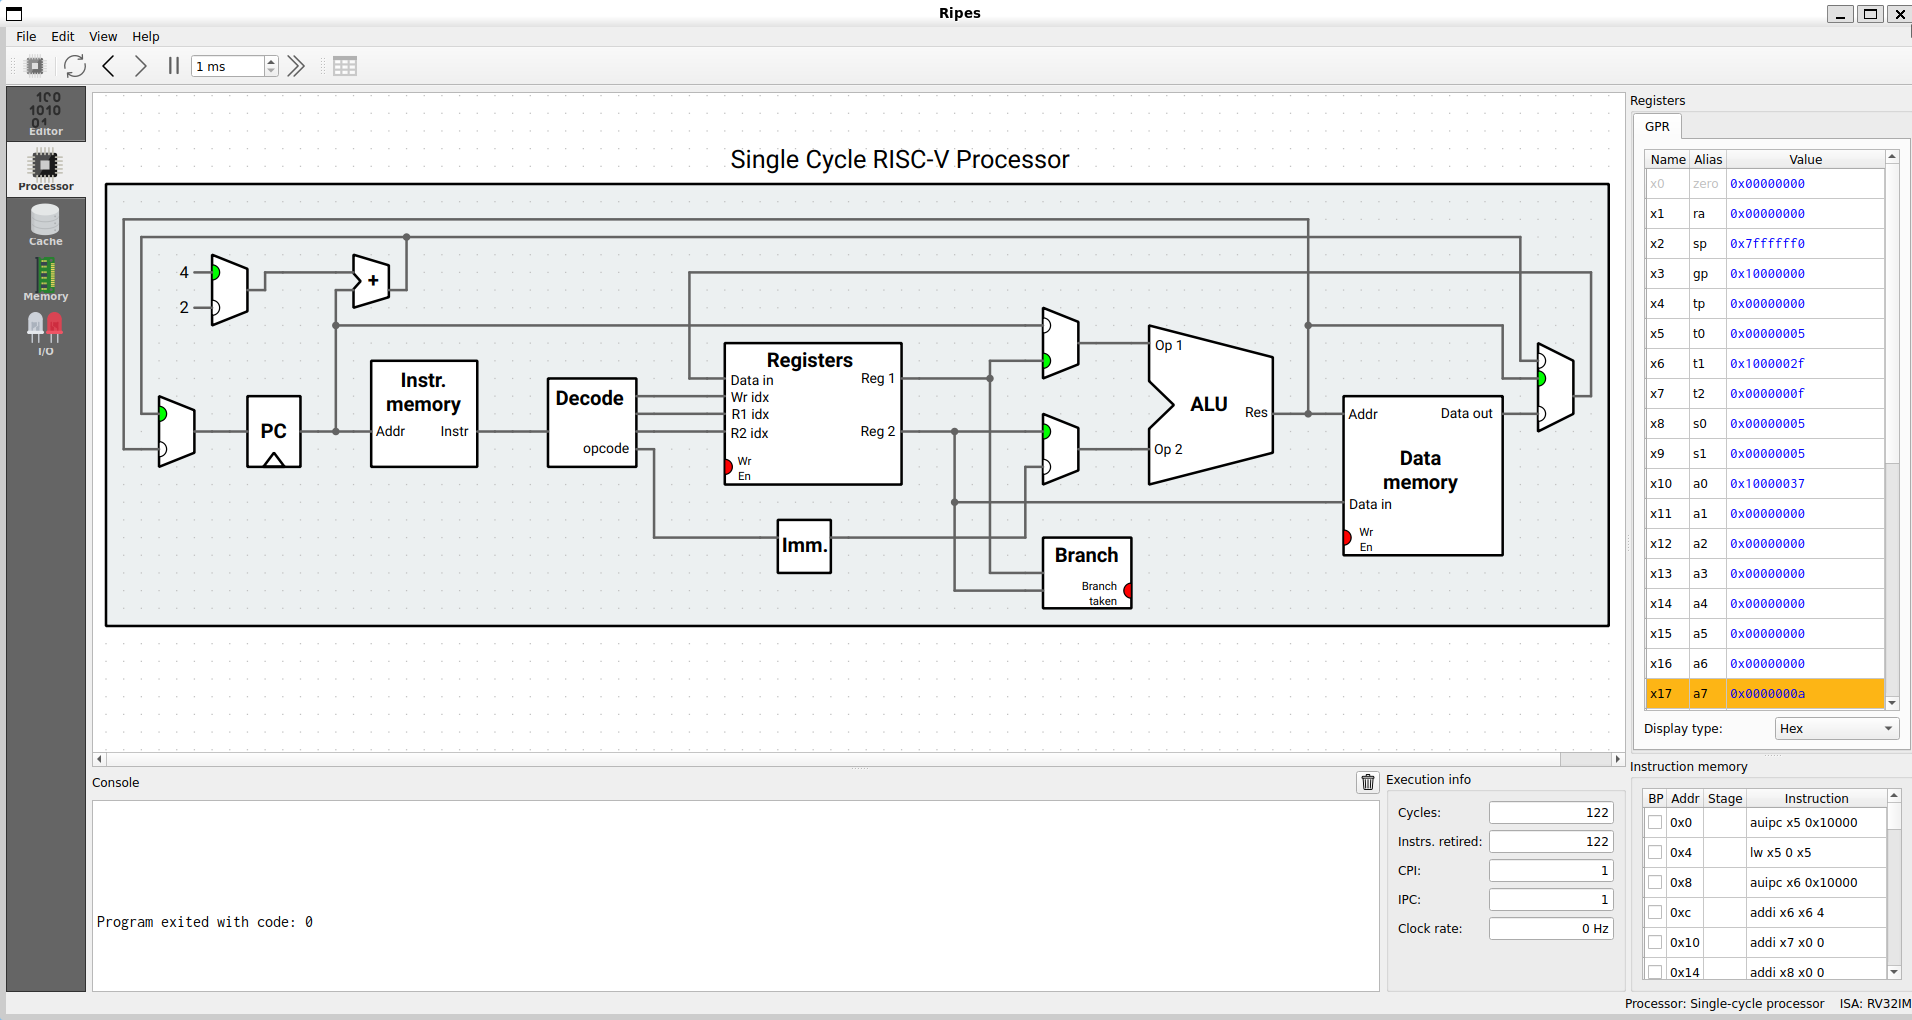 Ripes
File Edit View Help
1 ms
Editor
Processor
Cache
Memory
I/O
Single Cycle RISC-V Processor
4
2
+
PC
Instr. memory
Addr Instr
Decode
opcode
Registers
Data in Reg 1
Wr idx
R1 idx
R2 idx Reg 2
Wr
En
Imm.
Op 1
ALU
Res
Op 2
Branch
Branch
taken
Addr Data out
Data
memory
Data in
Wr
En
Registers
GPR
Name Alias Value
x0 zero 0x00000000
x1 ra 0x00000000
x2 sp 0x7ffffff0
x3 gp 0x10000000
x4 tp 0x00000000
x5 t0 0x00000005
x6 t1 0x1000002f
x7 t2 0x0000000f
x8 s0 0x00000005
x9 s1 0x00000005
x10 a0 0x10000037
x11 a1 0x00000000
x12 a2 0x00000000
x13 a3 0x00000000
x14 a4 0x00000000
x15 a5 0x00000000
x16 a6 0x00000000
x17 a7 0x0000000a
Display type: Hex
Console
Program exited with code: 0
Execution info
Cycles: 122
Instrs. retired: 122
CPI: 1
IPC: 1
Clock rate: 0 Hz
Instruction memory
BP Addr Stage Instruction
0x0 auipc x5 0x10000
0x4 lw x5 0 x5
0x8 auipc x6 0x10000
0xc addi x6 x6 4
0x10 addi x7 x0 0
0x14 addi x8 x0 0
Processor: Single-cycle processor ISA: RV32IM